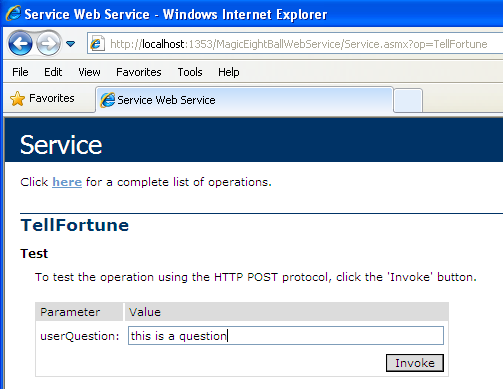 Service Web Service - Windows Internet Explorer
http://localhost:1353/MagicEightBallWebService/Service.asmx?op=TellFortune
File Edit View Favorites Tools Help
Favorites Service Web Service
Service
Click here for a complete list of operations.
TellFortune
Test
To test the operation using the HTTP POST protocol, click the 'Invoke' button.
Parameter Value
userQuestion: this is a question
Invoke